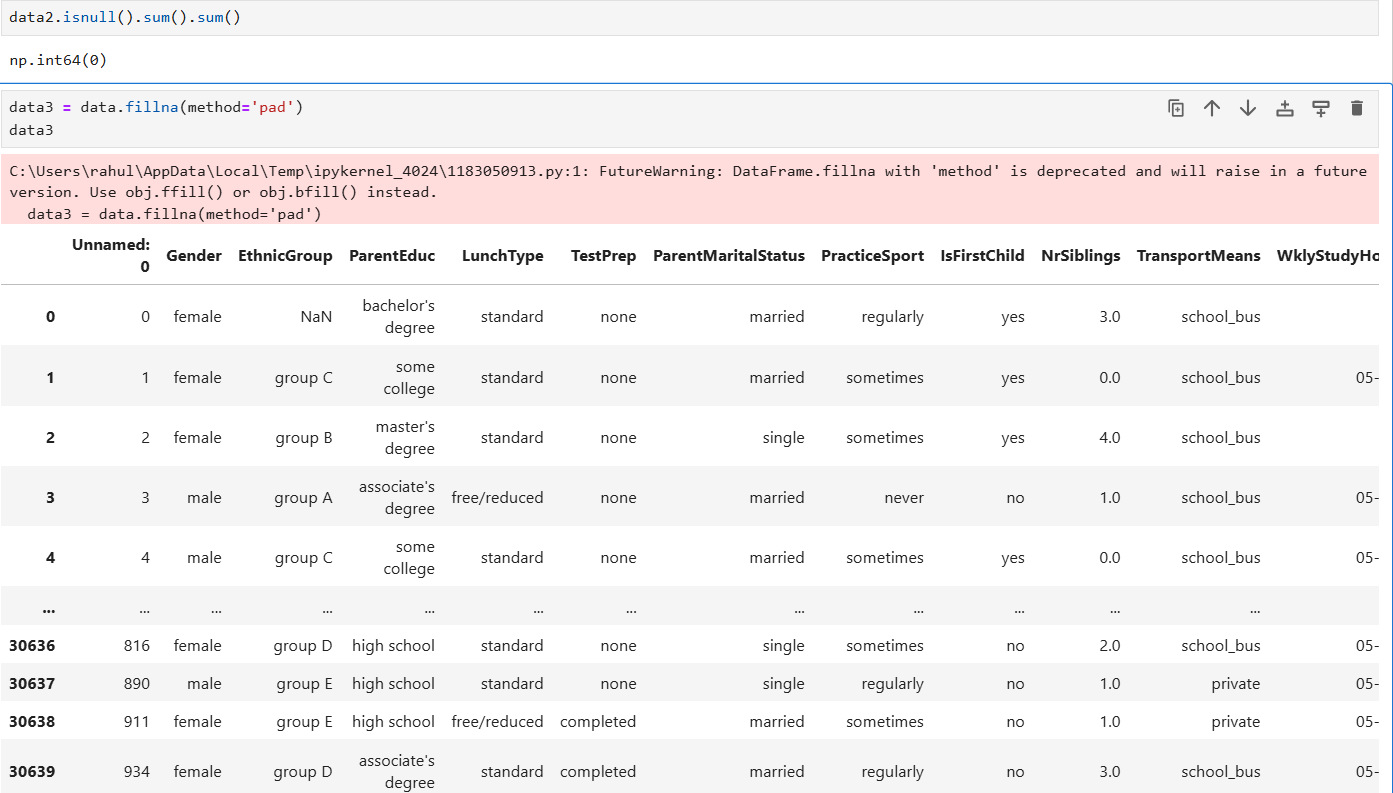 data2.isnull().sum().sum()
np.int64(0)
data3 = data.fillna(method='pad')
data3
C:\Users\rahul\AppData\Local\Temp\ipykernel_4024\1183050913.py:1: FutureWarning: DataFrame.fillna with 'method' is deprecated and will raise in a future
version. Use obj.ffill() or obj.bfill() instead.
  data3 = data.fillna(method='pad')
Unnamed: 0 Gender EthnicGroup ParentEduc LunchType TestPrep ParentMaritalStatus PracticeSport IsFirstChild NrSiblings TransportMeans WklyStudyHo
0 0 female NaN bachelor's degree standard none married regularly yes 3.0 school_bus
1 1 female group C some college standard none married sometimes yes 0.0 school_bus 05-
2 2 female group B master's degree standard none single sometimes yes 4.0 school_bus
3 3 male group A associate's degree free/reduced none married never no 1.0 school_bus 05-
4 4 male group C some college standard none married sometimes yes 0.0 school_bus 05-
... ... ... ... ... ... ... ... ... ... ... ...
30636 816 female group D high school standard none single sometimes no 2.0 school_bus 05-
30637 890 male group E high school standard none single regularly no 1.0 private 05-
30638 911 female group E high school free/reduced completed married sometimes no 1.0 private 05-
30639 934 female group D associate's degree standard completed married regularly no 3.0 school_bus 05-